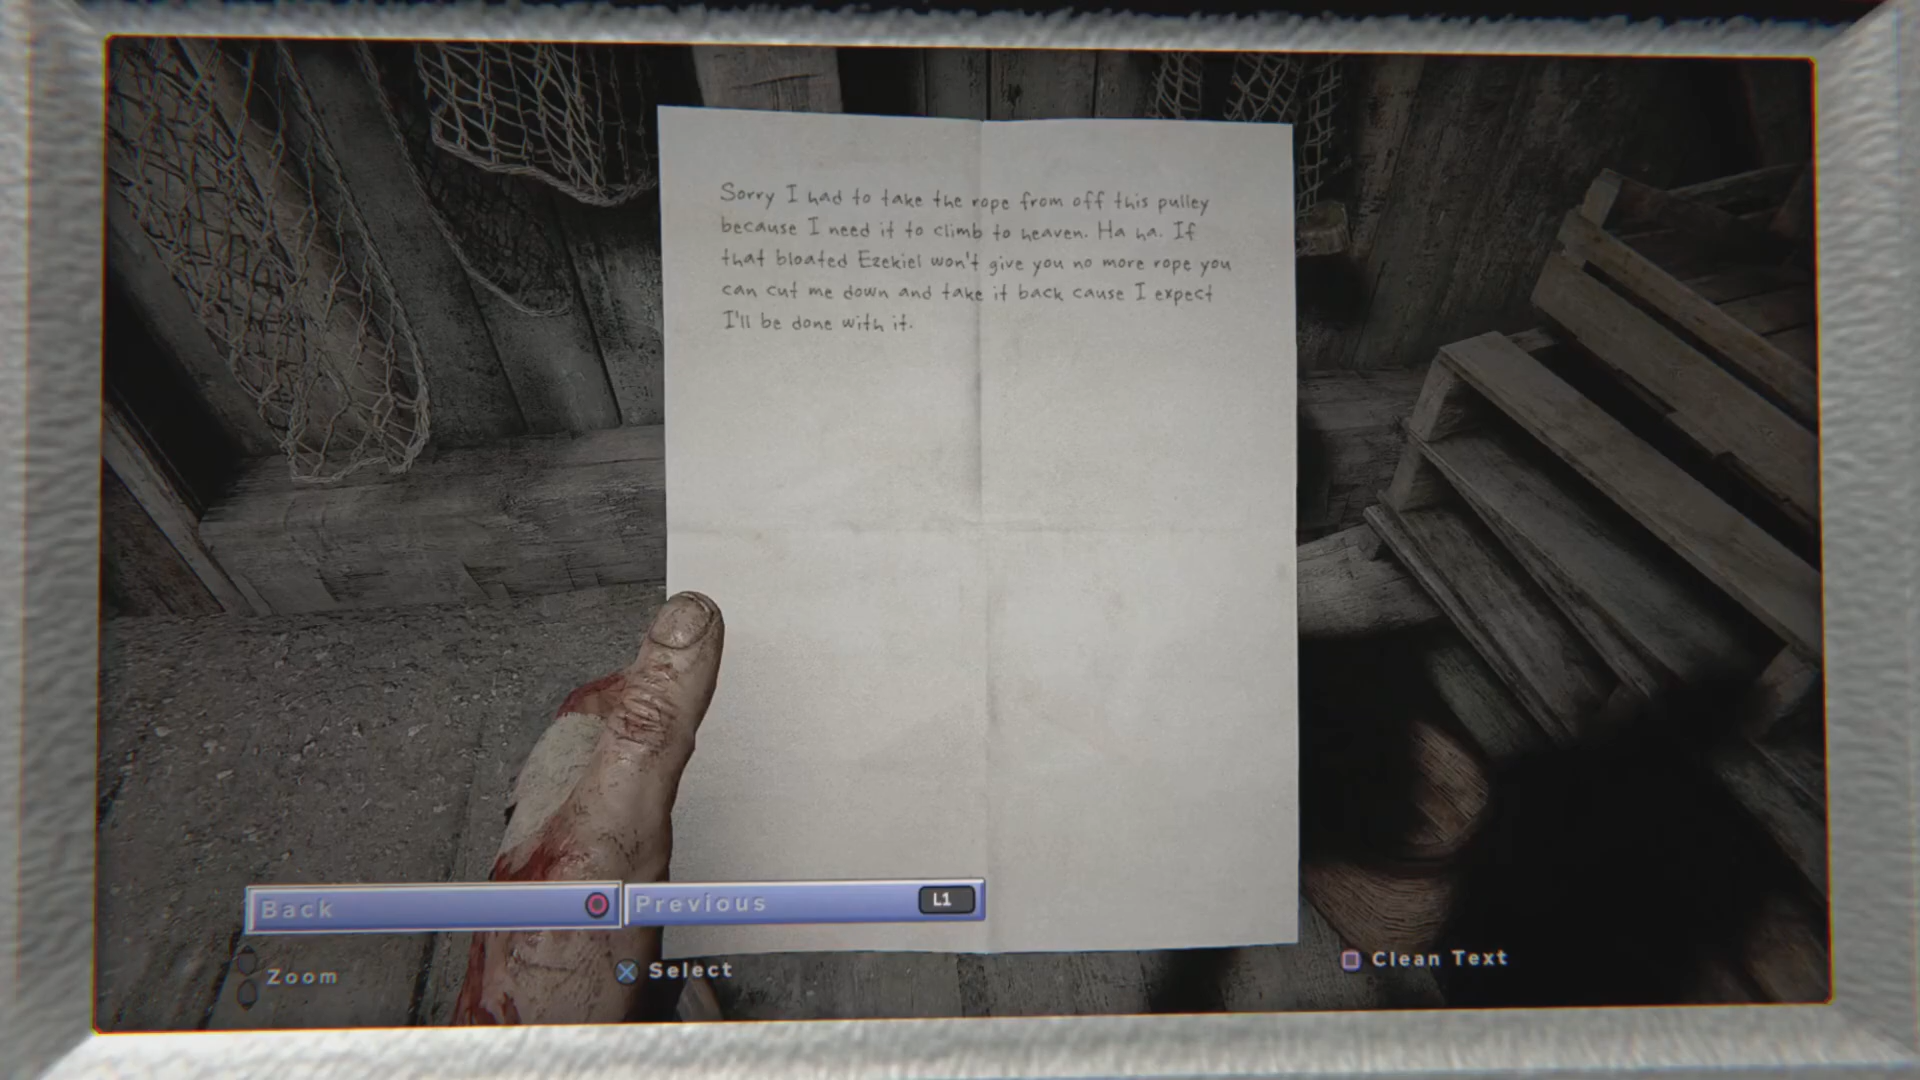 Sorry I had to take the rope from off this pulley
because I need it to climb to heaven. Ha ha. If
that bloated Ezekiel won't give you no more rope you
can cut me down and take it back cause I expect
I'll be done with it.
Back
Previous L1
Zoom
Select
Clean Text